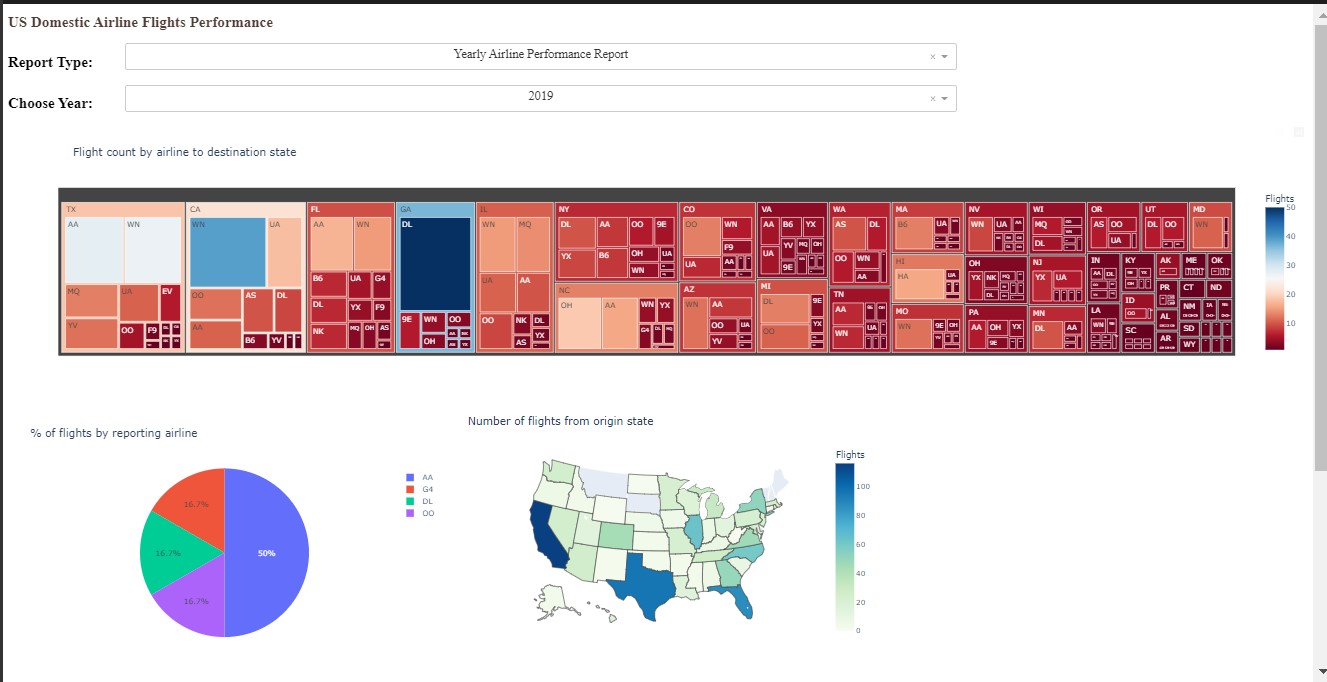 US Domestic Airline Flights Performance
Report Type:
Yearly Airline Performance Report
Choose Year:
2019
Flight count by airline to destination state
TX
AA
WN
MQ
UA
EV
YV
OO
F9
CA
WN
UA
OO
AS
DL
AA
B6
YV
FL
AA
WN
B6
UA
G4
DL
YX
F9
NK
MQ
OH
AS
GA
DL
9E
WN
OO
OH
AA
NK
AS
YX
IL
WN
MQ
UA
AA
OO
NK
DL
YX
AS
NY
DL
AA
OO
9E
YX
B6
OH
UA
WN
NC
OH
AA
WN
YX
G4
DL
CO
OO
WN
F9
UA
AA
AZ
WN
AA
OO
UA
YV
VA
AA
B6
YX
UA
YV
MQ
OH
9E
MI
DL
9E
OO
YX
WA
AS
DL
OO
WN
AA
TN
AA
WN
UA
MA
B6
UA
HI
HA
UA
MO
WN
9E
OH
NV
WN
UA
AA
OH
YX
NK
MQ
DL
PA
AA
OH
YX
9E
WI
MQ
DL
NJ
YX
UA
MN
DL
AA
OR
AS
OO
UA
UT
DL
OO
MD
WN
IN
AA
DL
LA
WN
KY
ID
OO
SC
AK
PR
AL
AR
ME
CT
NM
SD
WY
OK
ND
IA
Flights
50
40
30
20
10
% of flights by reporting airline
16.7%
16.7%
50%
16.7%
AA
G4
DL
OO
Number of flights from origin state
Flights
100
80
60
40
20
0